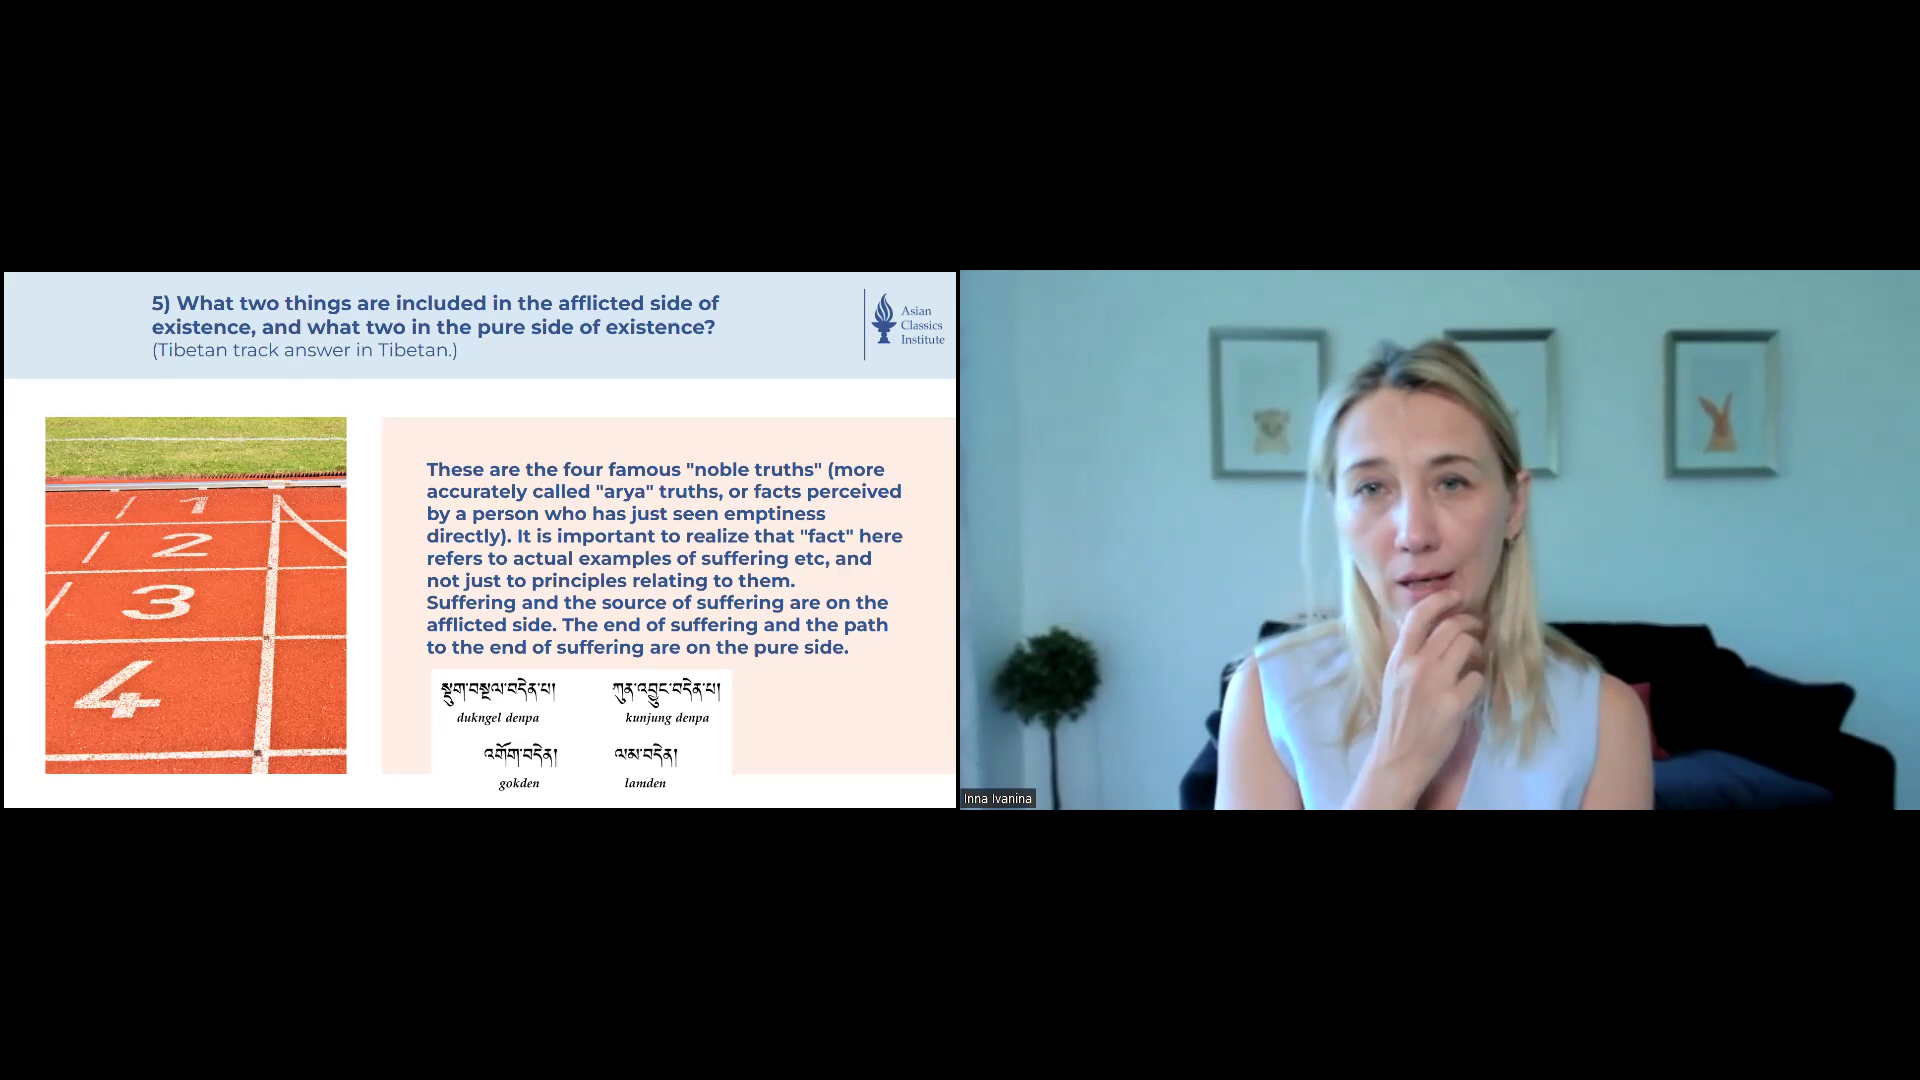 5) What two things are included in the afflicted side of
existence, and what two in the pure side of existence?
(Tibetan track answer in Tibetan.)
Asian
Classics
Institute
1
2
3
4
These are the four famous "noble truths" (more
accurately called "arya" truths, or facts perceived
by a person who has just seen emptiness
directly). It is important to realize that "fact" here
refers to actual examples of suffering etc, and
not just to principles relating to them.
Suffering and the source of suffering are on the
afflicted side. The end of suffering and the path
to the end of suffering are on the pure side.
སྡུག་བསྔལ་བདེན་པ། ཀུན་འབྱུང་བདེན་པ།
dukngel denpa kunjung denpa
འགོག་བདེན། ལམ་བདེན།
gokden lamden
Inna Ivanina